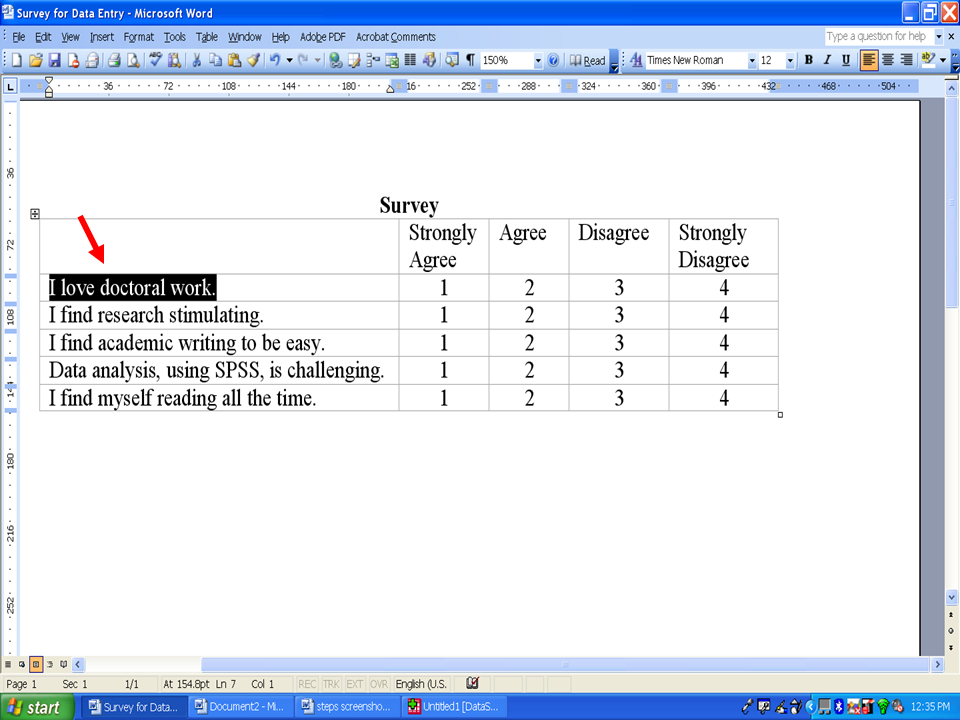 Survey for Data Entry - Microsoft Word
File Edit View Insert Format Tools Table Window Help Adobe PDF Acrobat Comments Type a question for help
150% Read Times New Roman 12 B I U
36 72 108 144 180 16 252 288 324 360 396 432 468 504
Survey
Strongly Agree Disagree Strongly
Agree Disagree
I love doctoral work. 1 2 3 4
I find research stimulating. 1 2 3 4
I find academic writing to be easy. 1 2 3 4
Data analysis, using SPSS, is challenging. 1 2 3 4
I find myself reading all the time. 1 2 3 4
36
72
108
144
180
216
252
Page 1 Sec 1 1/1 At 154.8pt Ln 7 Col 1 REC TRK EXT OVR English (U.S.
start Survey for Data... Document2 - Mi... steps screensho... Untitled1 [DataS... 12:35 PM